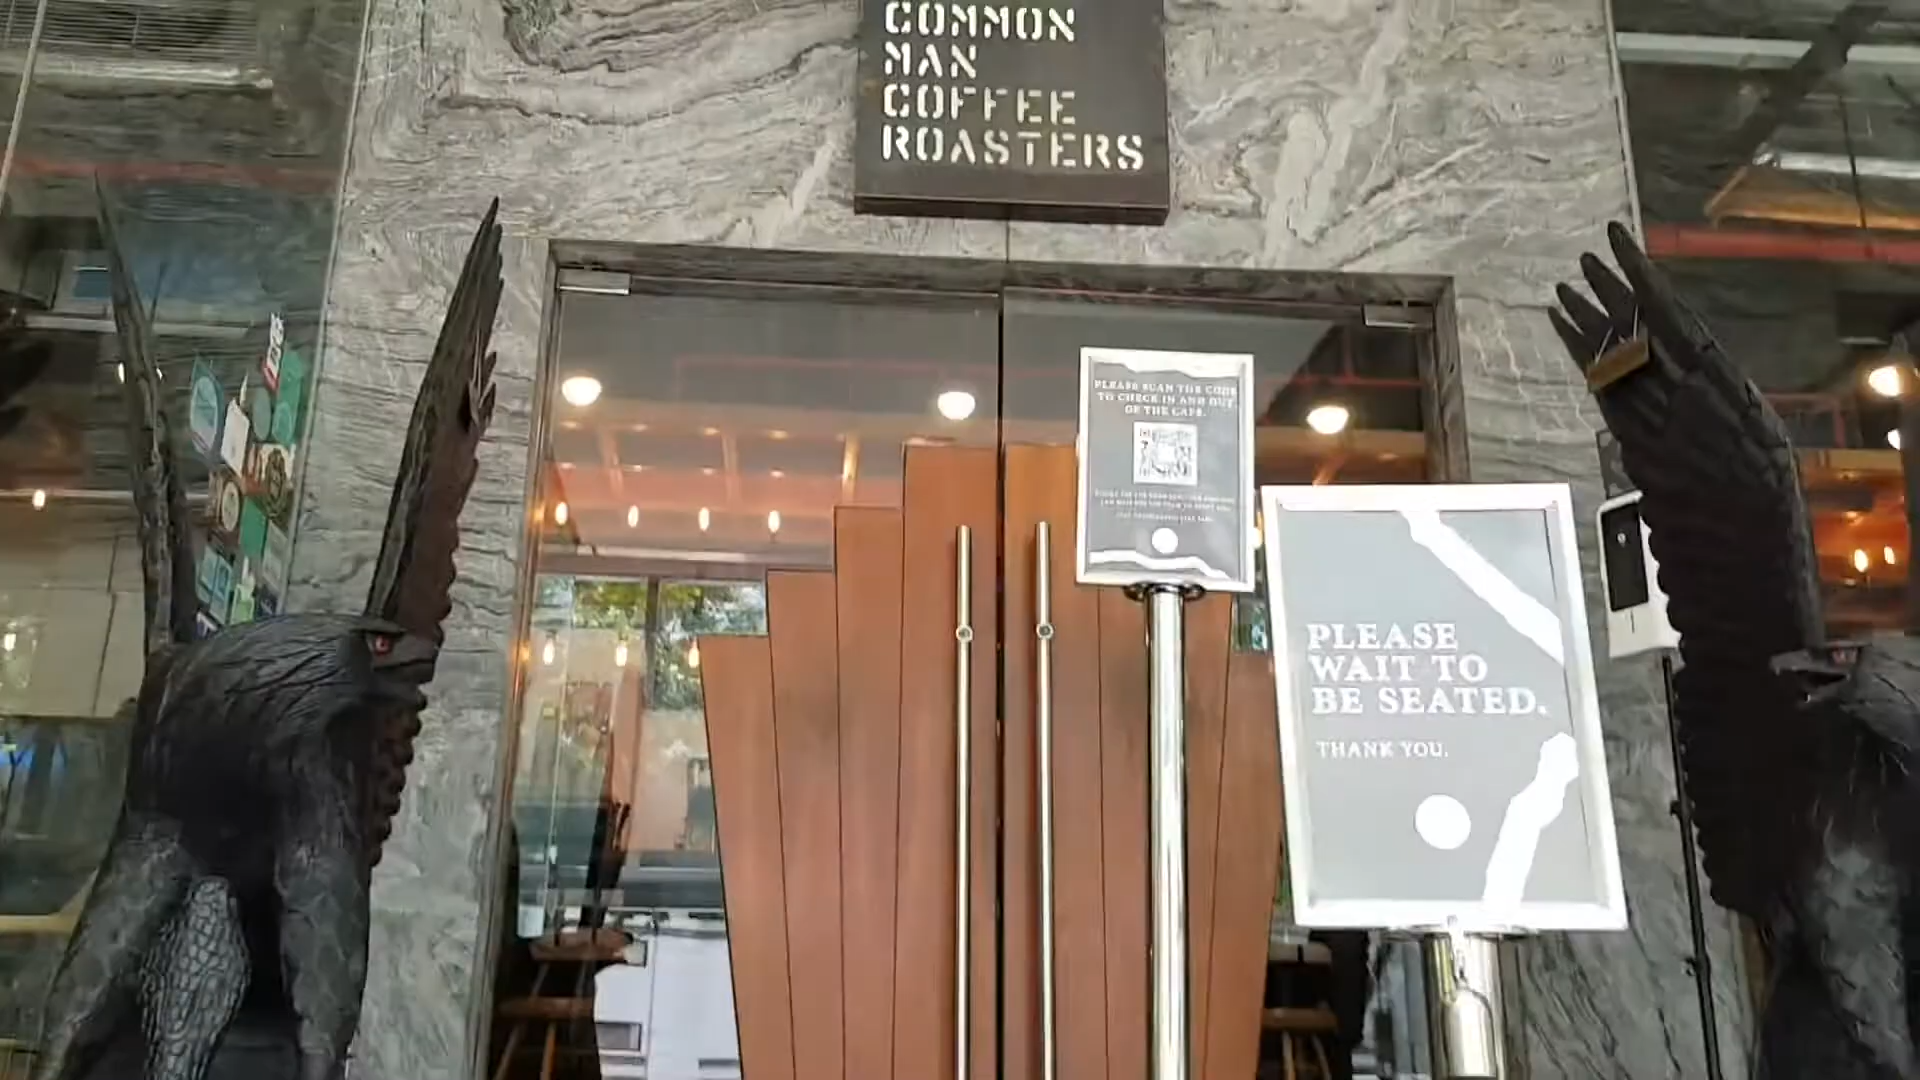 COMMON
MAN
COFFEE
ROASTERS
PLEASE SCAN THE CODE
TO CHECK IN AND OUT
OF THE CAFE.
PLEASE
WAIT TO
BE SEATED.
THANK YOU.